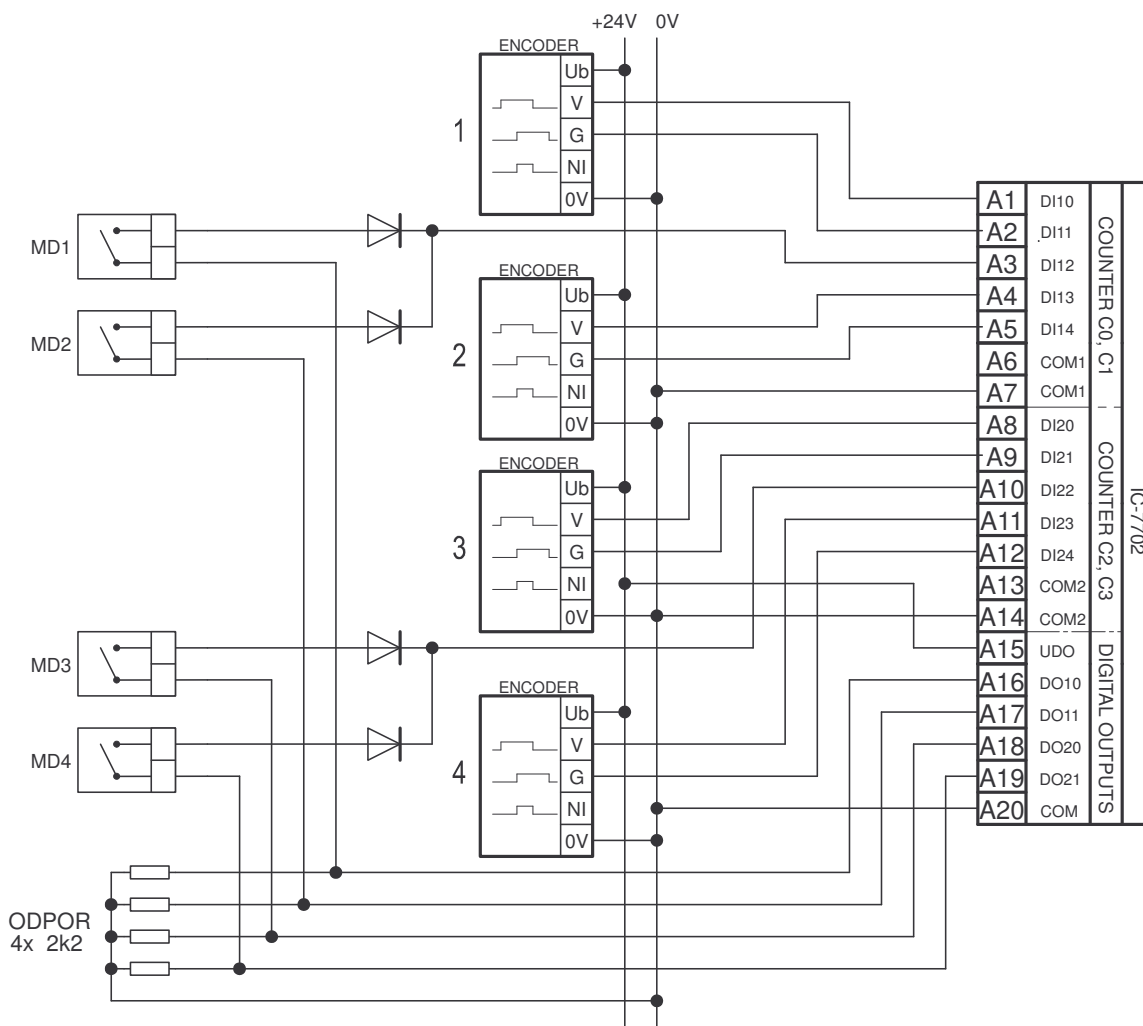 +24V 0V
ENCODER
1
Ub
V
G
NI
0V
MD1
MD2
ENCODER
2
Ub
V
G
NI
0V
ENCODER
3
Ub
V
G
NI
0V
MD3
MD4
ENCODER
4
Ub
V
G
NI
0V
ODPOR
4x 2k2
A1 DI10
A2 DI11
A3 DI12
A4 DI13
A5 DI14
A6 COM1
A7 COM1
A8 DI20
A9 DI21
A10 DI22
A11 DI23
A12 DI24
A13 COM2
A14 COM2
A15 UDO
A16 DO10
A17 DO11
A18 DO20
A19 DO21
A20 COM
COUNTER C0, C1
COUNTER C2, C3
DIGITAL OUTPUTS
IC-7702